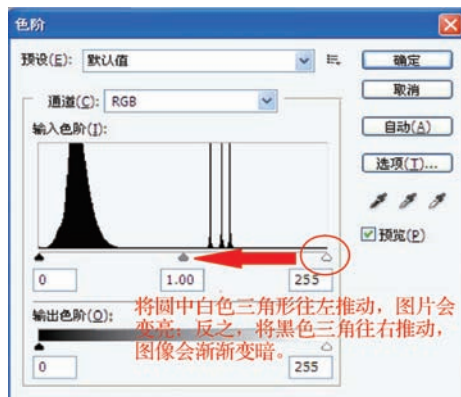 色阶
预设(E): 默认值
确定
通道(C): RGB
取消
输入色阶(I):
自动(A)
选项(T)...
预览(P)
0 1.00 255
将圆中白色三角形往左推动，图片会
变亮；反之，将黑色三角往右推动，
图像会渐渐变暗。
输出色阶(O):
0 255